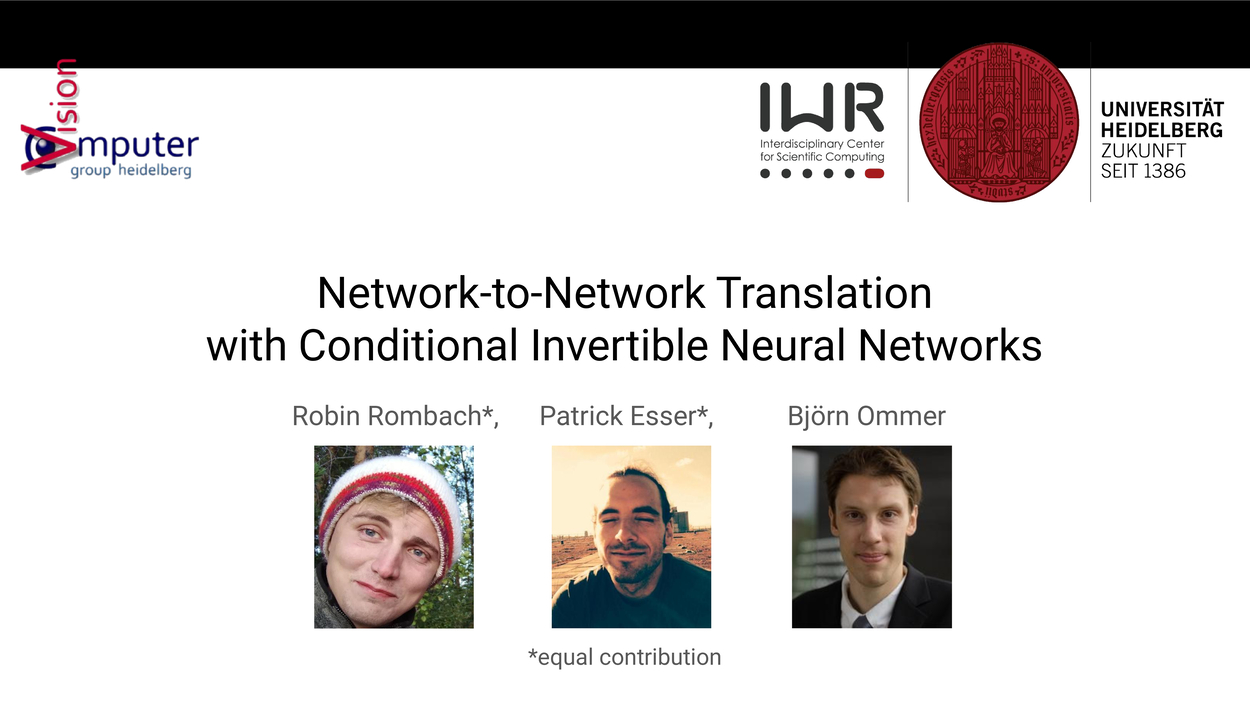 Vision
Computer
group heidelberg
IWR
Interdisciplinary Center
for Scientific Computing
UNIVERSITÄT
HEIDELBERG
ZUKUNFT
SEIT 1386
Network-to-Network Translation
with Conditional Invertible Neural Networks
Robin Rombach*, Patrick Esser*, Björn Ommer
*equal contribution